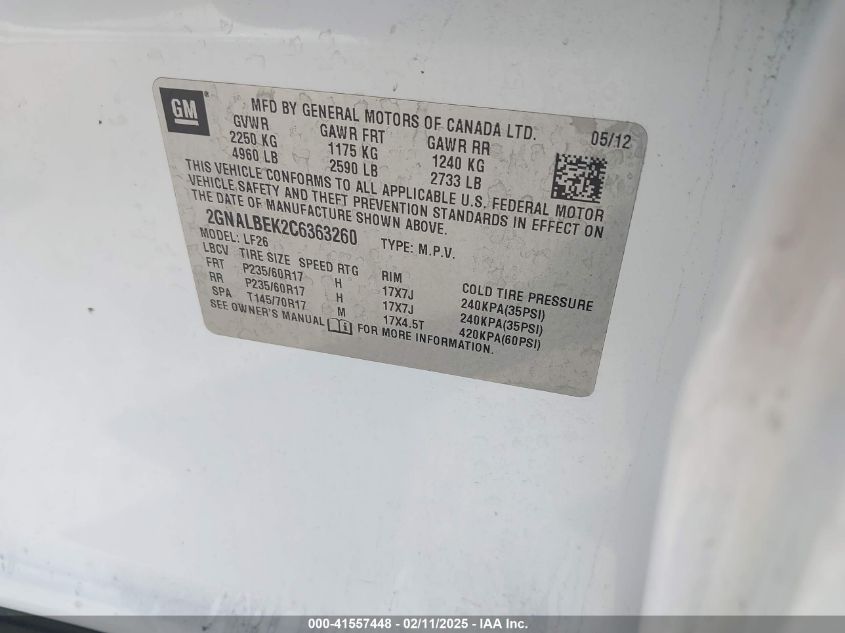 GM
MFD BY GENERAL MOTORS OF CANADA LTD. 05/12
GVWR GAWR FRT GAWR RR
2250 KG 1175 KG 1240 KG
4960 LB 2590 LB 2733 LB
THIS VEHICLE CONFORMS TO ALL APPLICABLE U.S. FEDERAL MOTOR
VEHICLE SAFETY AND THEFT PREVENTION STANDARDS IN EFFECT ON
THE DATE OF MANUFACTURE SHOWN ABOVE.
2GNALBEK2C6363260 TYPE: M.P.V.
MODEL: LF26
LBCV TIRE SIZE SPEED RTG RIM COLD TIRE PRESSURE
FRT P235/60R17 H 17X7J 240KPA(35PSI)
RR P235/60R17 H 17X7J 240KPA(35PSI)
SPA T145/70R17 M 17X4.5T 420KPA(60PSI)
SEE OWNER'S MANUAL FOR MORE INFORMATION.
000-41557448 - 02/11/2025 - IAA Inc.